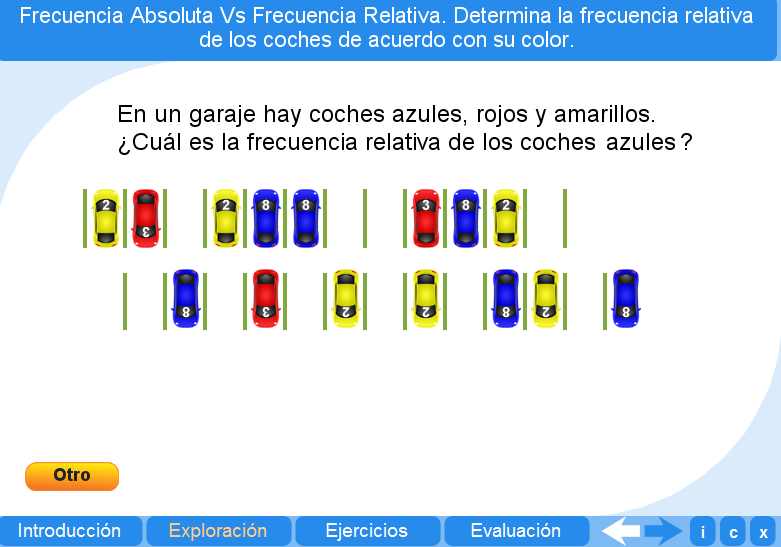 Frecuencia Absoluta Vs Frecuencia Relativa. Determina la frecuencia relativa
de los coches de acuerdo con su color.
En un garaje hay coches azules, rojos y amarillos.
¿Cuál es la frecuencia relativa de los coches azules?
2 3 2 8 8 3 8 2
8 3 2 2 8 2 8
Otro
Introducción Exploración Ejercicios Evaluación i c x